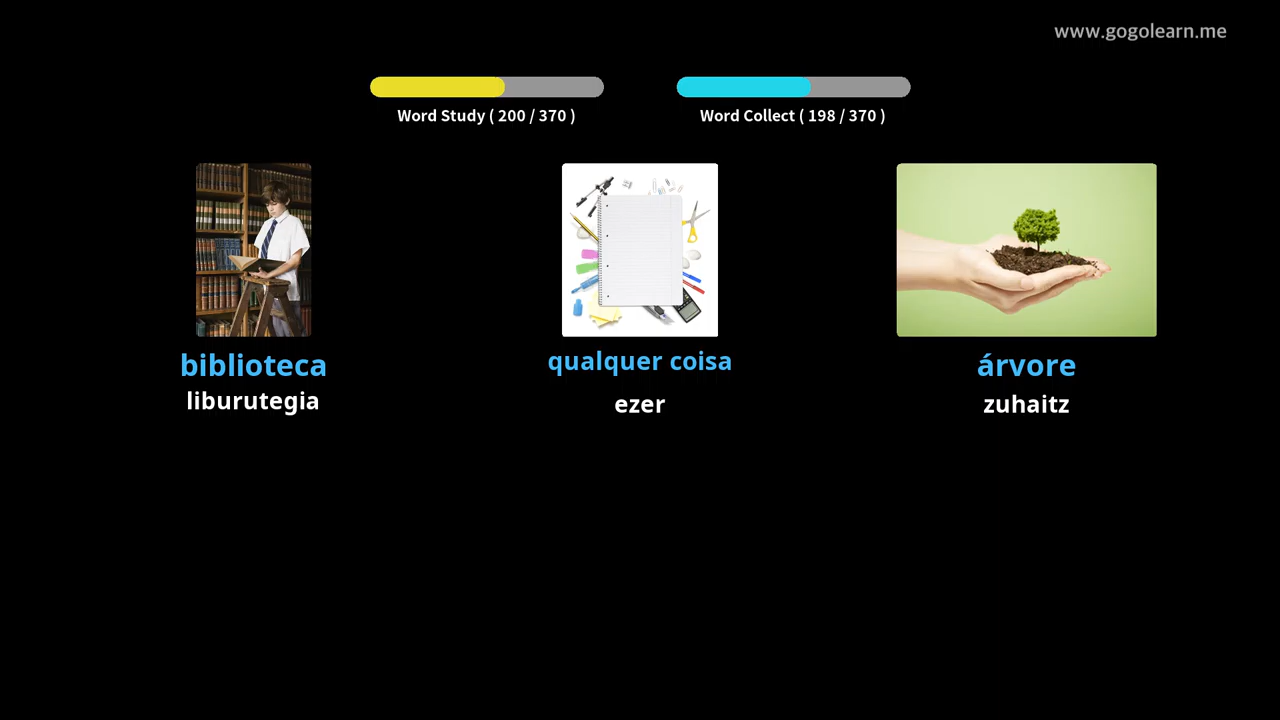 www.gogolearn.me
Word Study ( 200 / 370 )
Word Collect ( 198 / 370 )
biblioteca
liburutegia
qualquer coisa
ezer
árvore
zuhaitz